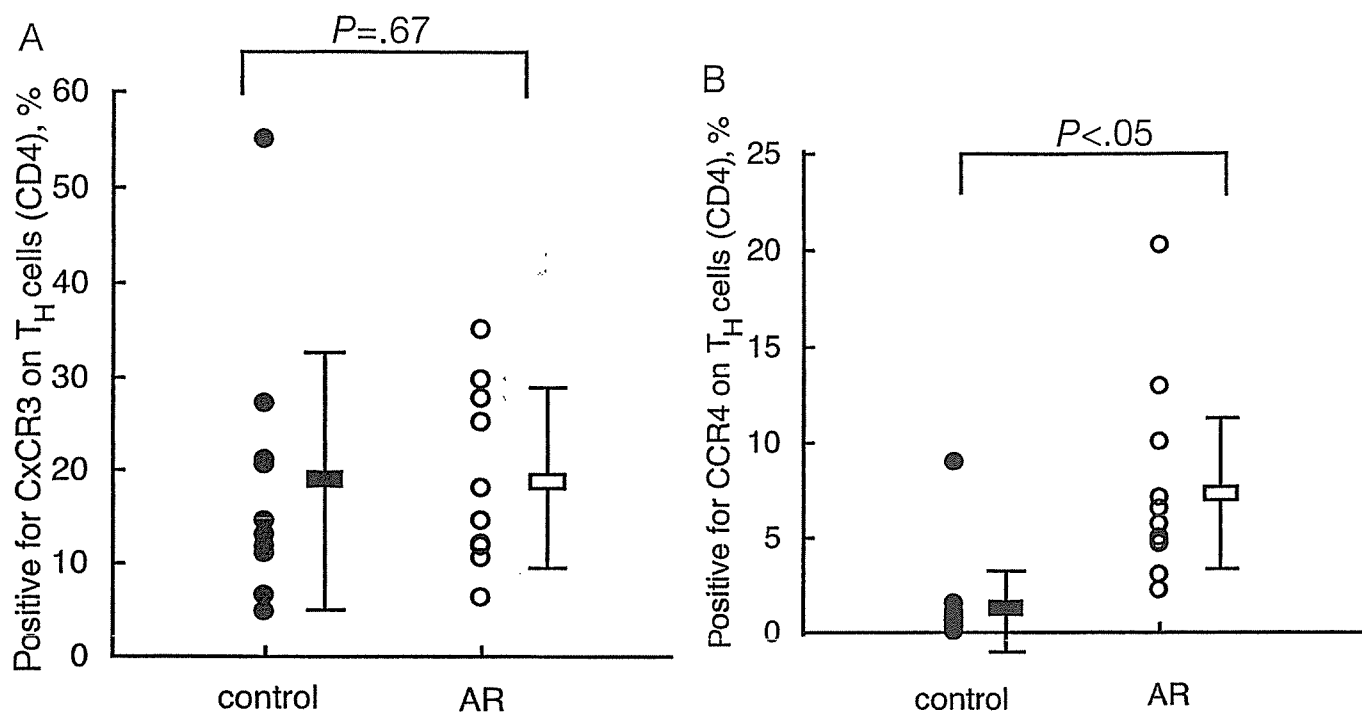 A
P=.67
Positive for CxCR3 on TH cells (CD4), %
60
50
40
30
20
10
0
control
AR
B
P<.05
Positive for CCR4 on TH cells (CD4), %
25
20
15
10
5
0
control
AR